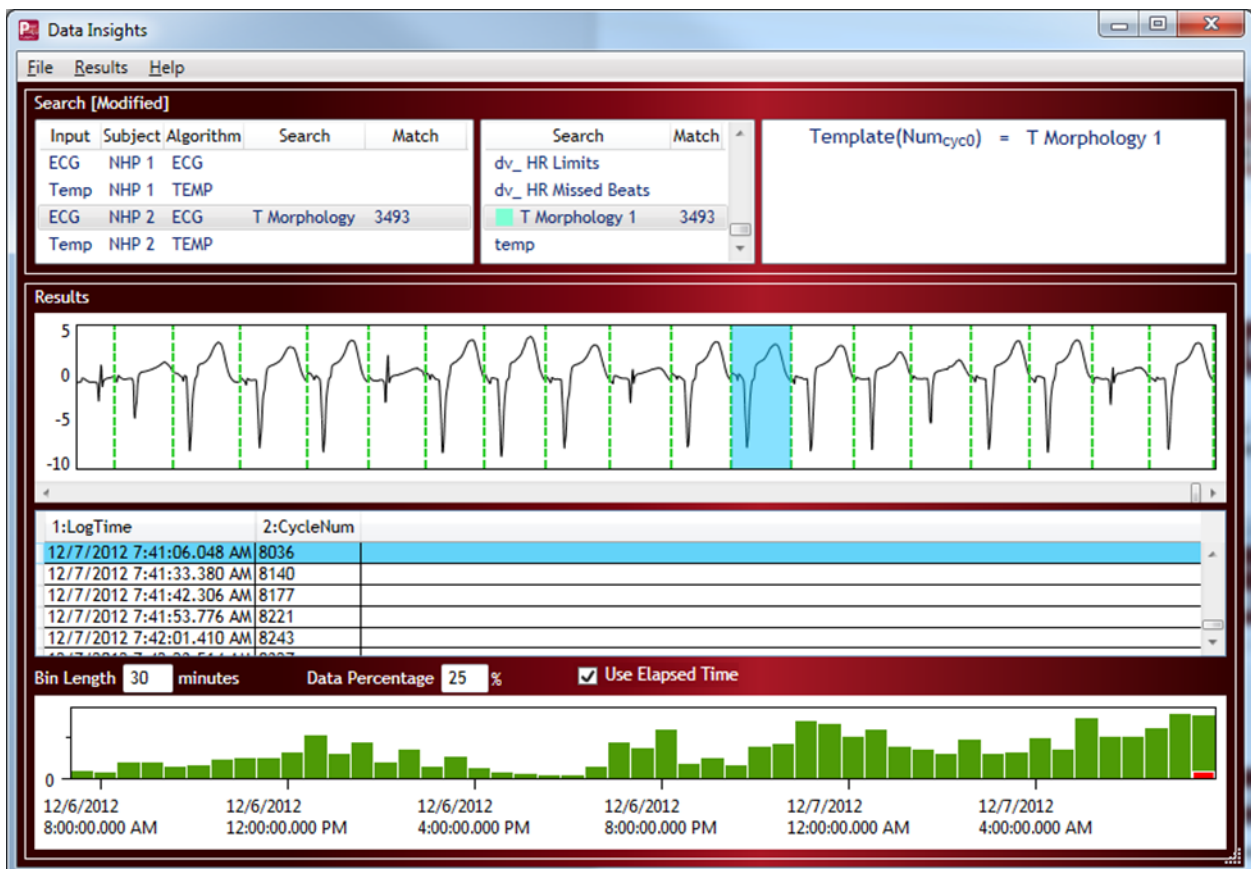 Data Insights
File Results Help
Search [Modified]
Input Subject Algorithm Search Match
ECG NHP 1 ECG
Temp NHP 1 TEMP
ECG NHP 2 ECG T Morphology 3493
Temp NHP 2 TEMP
Search Match
dv_ HR Limits
dv_ HR Missed Beats
T Morphology 1 3493
temp
Template(Numcyc0) = T Morphology 1
Results
5
0
-5
-10
1:LogTime 2:CycleNum
12/7/2012 7:41:06.048 AM 8036
12/7/2012 7:41:33.380 AM 8140
12/7/2012 7:41:42.306 AM 8177
12/7/2012 7:41:53.776 AM 8221
12/7/2012 7:42:01.410 AM 8243
Bin Length 30 minutes Data Percentage 25 % Use Elapsed Time
0
12/6/2012 12/6/2012 12/6/2012 12/6/2012 12/7/2012 12/7/2012
8:00:00.000 AM 12:00:00.000 PM 4:00:00.000 PM 8:00:00.000 PM 12:00:00.000 AM 4:00:00.000 AM